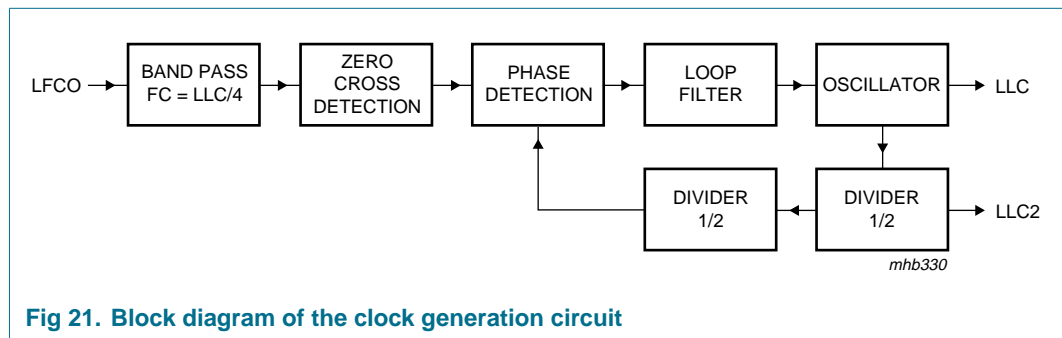 LFCO
BAND PASS
FC = LLC/4
ZERO
CROSS
DETECTION
PHASE
DETECTION
LOOP
FILTER
OSCILLATOR
LLC
DIVIDER
1/2
DIVIDER
1/2
LLC2
mhb330
Fig 21. Block diagram of the clock generation circuit